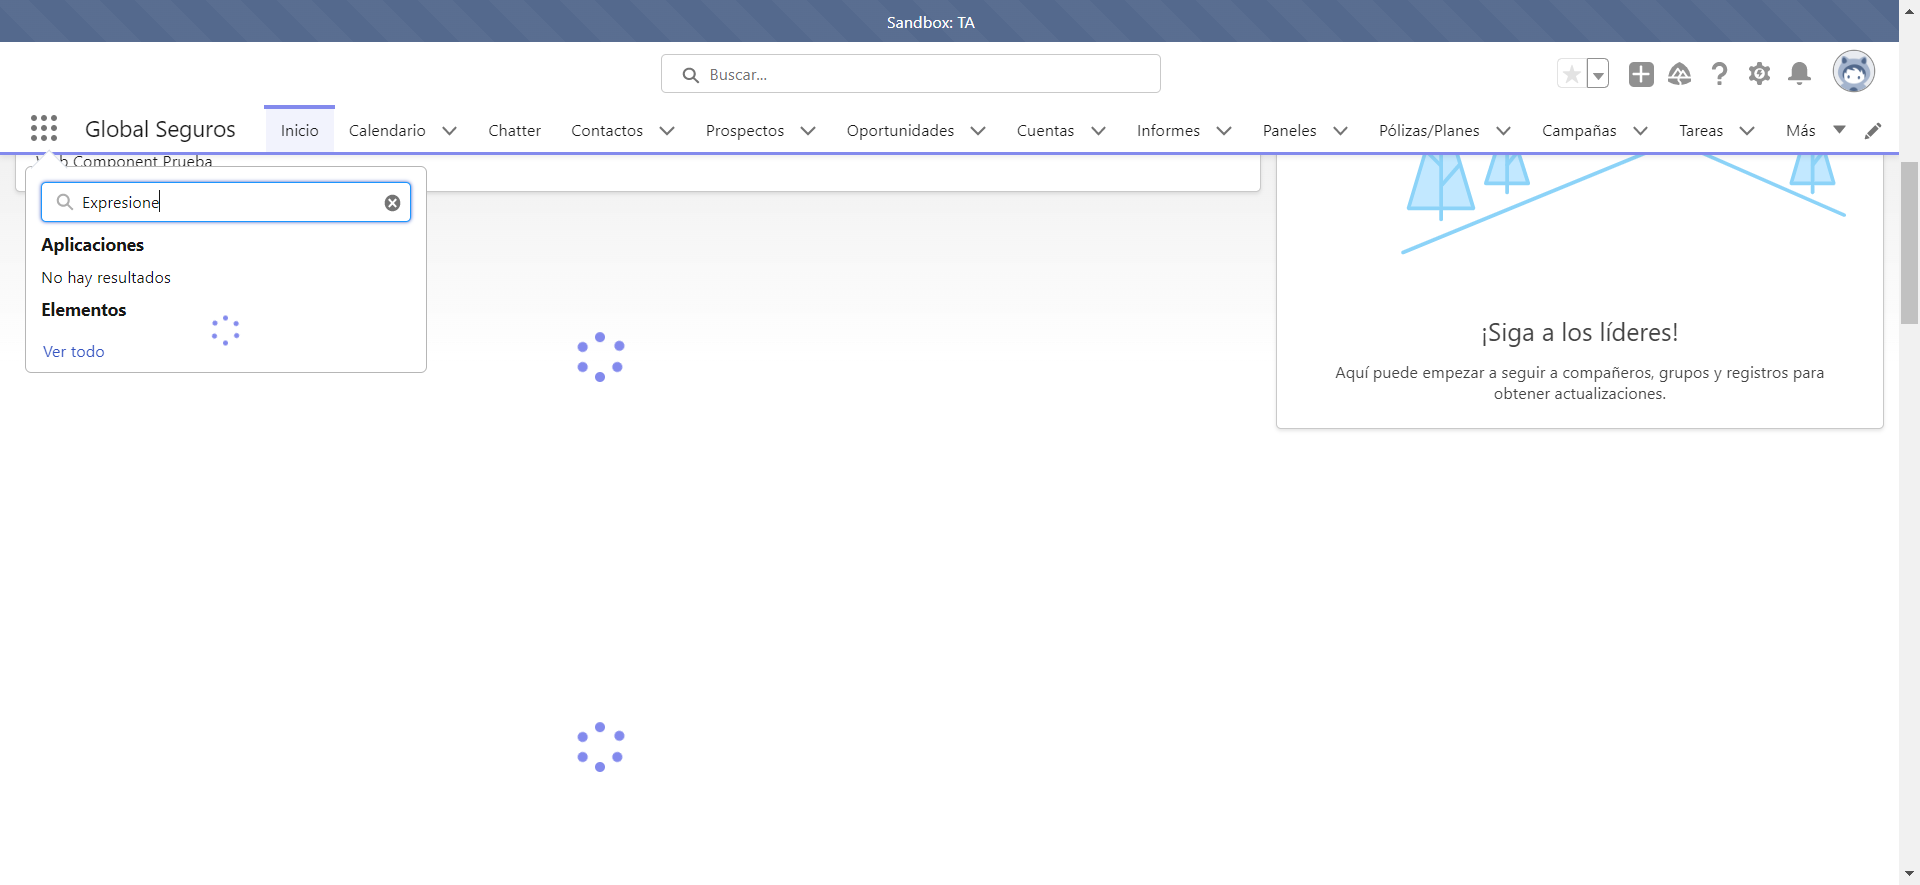 Sandbox: TA
Buscar...
Global Seguros
Inicio
Calendario
Chatter
Contactos
Prospectos
Oportunidades
Cuentas
Informes
Paneles
Pólizas/Planes
Campañas
Tareas
Más
Component Prueba
Expresione
Aplicaciones
No hay resultados
Elementos
Ver todo
¡Siga a los líderes!
Aquí puede empezar a seguir a compañeros, grupos y registros para
obtener actualizaciones.